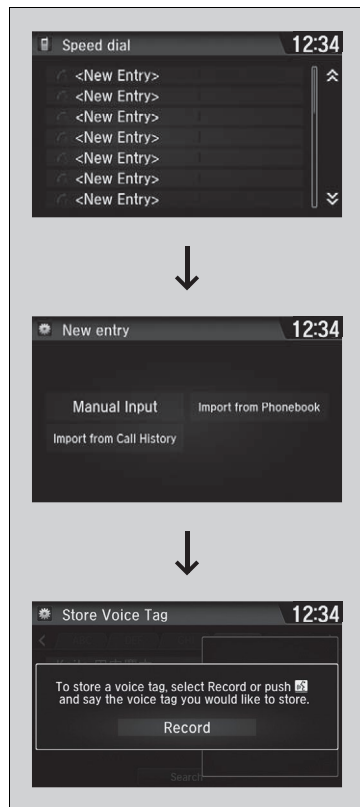 Speed dial 12:34
<New Entry>
<New Entry>
<New Entry>
<New Entry>
<New Entry>
<New Entry>
<New Entry>
New entry 12:34
Manual Input Import from Phonebook
Import from Call History
Store Voice Tag 12:34
To store a voice tag, select Record or push
and say the voice tag you would like to store.
Record
Search